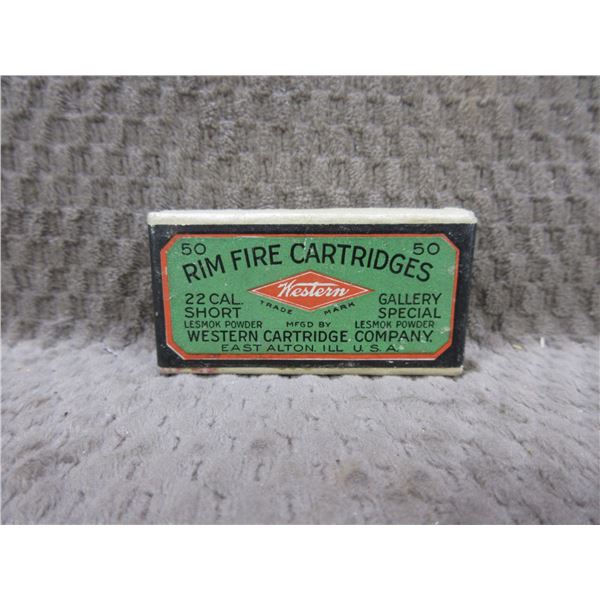 50 50
RIM FIRE CARTRIDGES
Western
TRADE MARK
22 CAL. GALLERY
SHORT SPECIAL
LESMOK POWDER MFGD BY LESMOK POWDER
WESTERN CARTRIDGE COMPANY
EAST ALTON, ILL U.S.A.